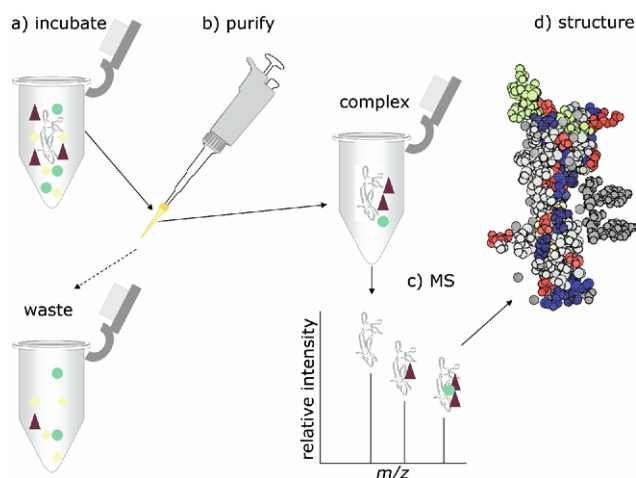 a) incubate
b) purify
d) structure
complex
c) MS
waste
relative intensity
m/z